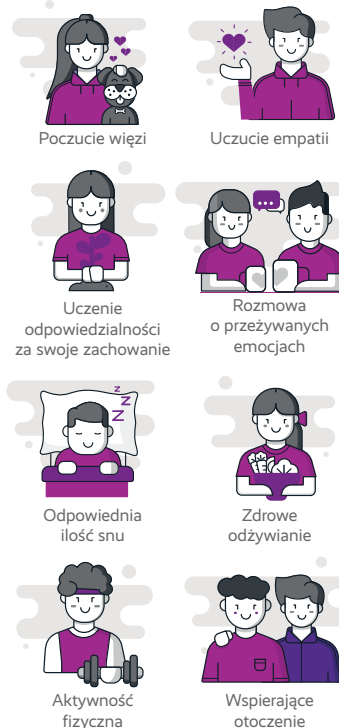 Poczucie więzi
Uczucie empatii
Uczenie
odpowiedzialności
za swoje zachowanie
Rozmowa
o przeżywanych
emocjach
z
z
Z
Odpowiednia
ilość snu
Zdrowe
odżywianie
Aktywność
fizyczna
Wspierające
otoczenie